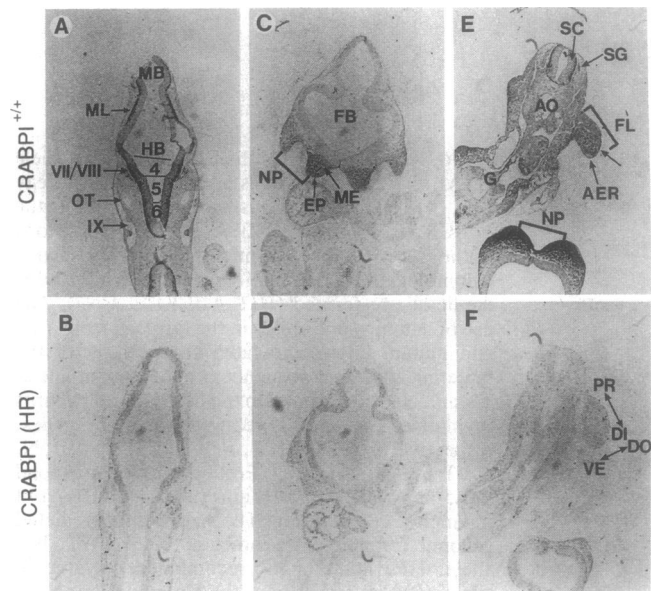 CRABPI+/+
A
MB
ML
HB
VII/VIII
4
5
OT
6
IX
C
FB
NP
EP
ME
E
SC
SG
AO
FL
G
AER
NP
CRABPI (HR)
B
D
F
PR
DI
DO
VE